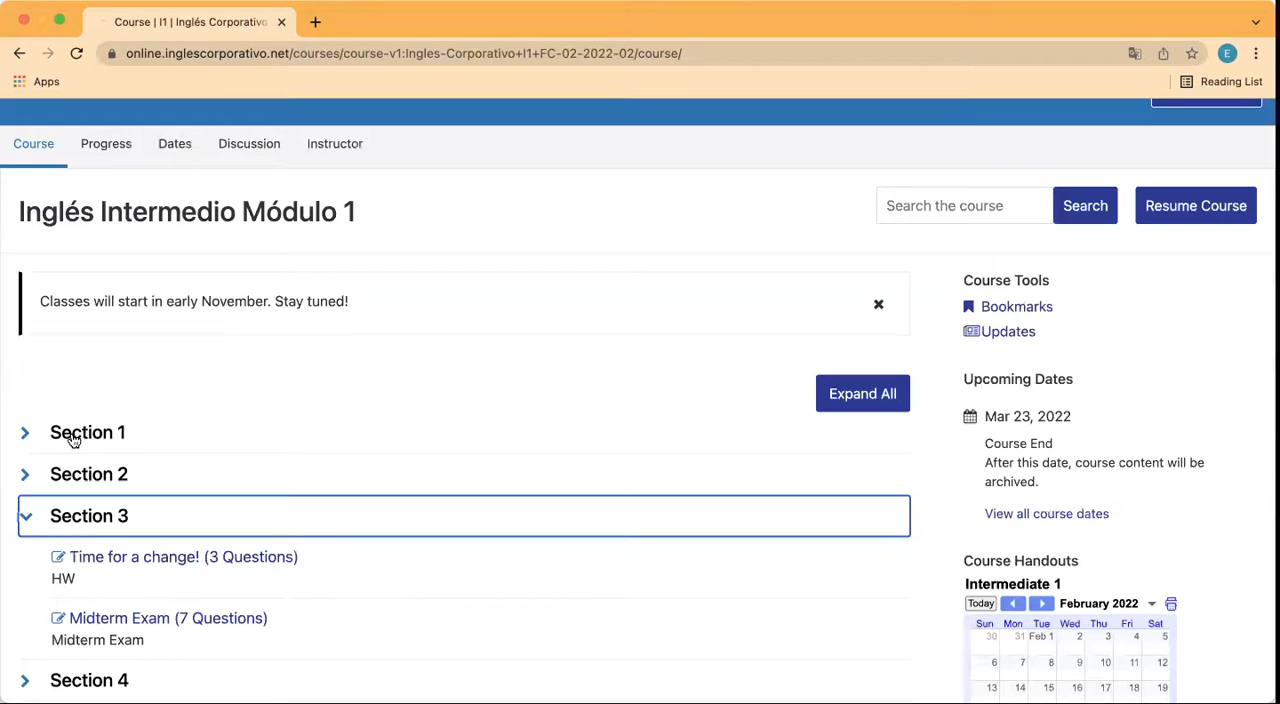 Course | I1 | Inglés Corporativo
online.inglescorporativo.net/courses/course-v1:Ingles-Corporativo+I1+FC-02-2022-02/course/
E
Apps
Reading List
Course Progress Dates Discussion Instructor
Inglés Intermedio Módulo 1
Search the course
Search
Resume Course
Classes will start in early November. Stay tuned!
Expand All
Section 1
Section 2
Section 3
Time for a change! (3 Questions)
HW
Midterm Exam (7 Questions)
Midterm Exam
Section 4
Course Tools
Bookmarks
Updates
Upcoming Dates
Mar 23, 2022
Course End
After this date, course content will be
archived.
View all course dates
Course Handouts
Intermediate 1
Today February 2022
Sun Mon Tue Wed Thu Fri Sat
30 31 Feb 1 2 3 4 5
6 7 8 9 10 11 12
13 14 15 16 17 18 19